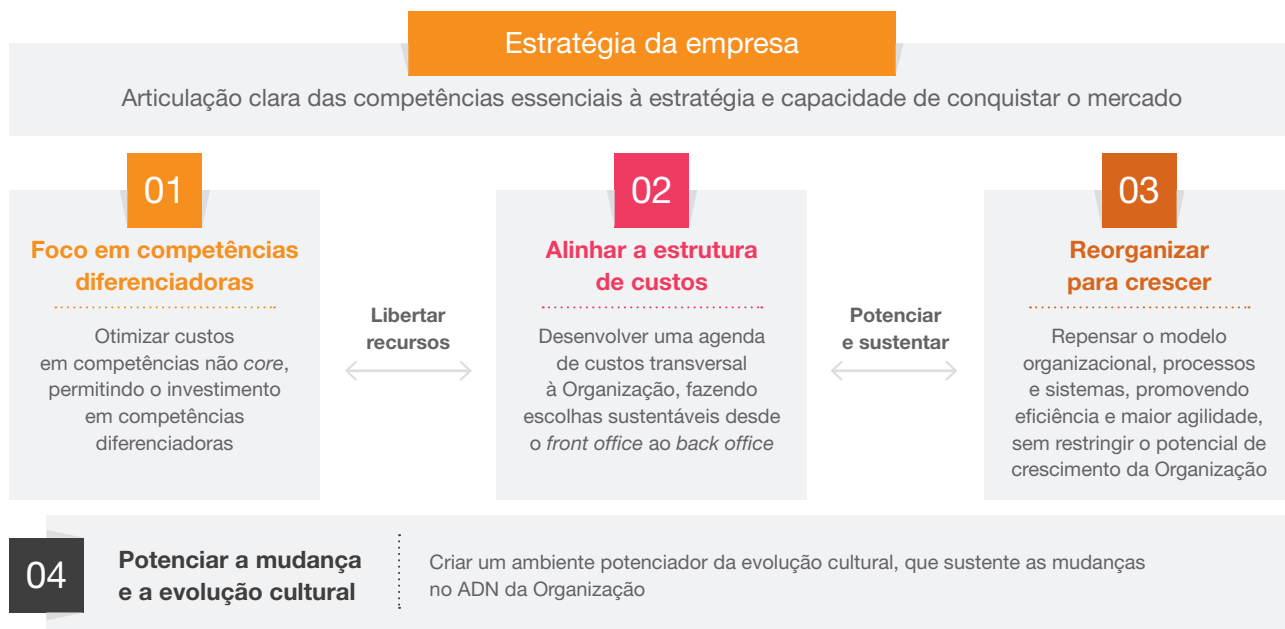 Estratégia da empresa
Articulação clara das competências essenciais à estratégia e capacidade de conquistar o mercado
01
Foco em competências
diferenciadoras
Otimizar custos
em competências não core,
permitindo o investimento
em competências
diferenciadoras
Libertar
recursos
02
Alinhar a estrutura
de custos
Desenvolver uma agenda
de custos transversal
à Organização, fazendo
escolhas sustentáveis desde
o front office ao back office
Potenciar
e sustentar
03
Reorganizar
para crescer
Repensar o modelo
organizacional, processos
e sistemas, promovendo
eficiência e maior agilidade,
sem restringir o potencial de
crescimento da Organização
04
Potenciar a mudança
e a evolução cultural
Criar um ambiente potenciador da evolução cultural, que sustente as mudanças
no ADN da Organização